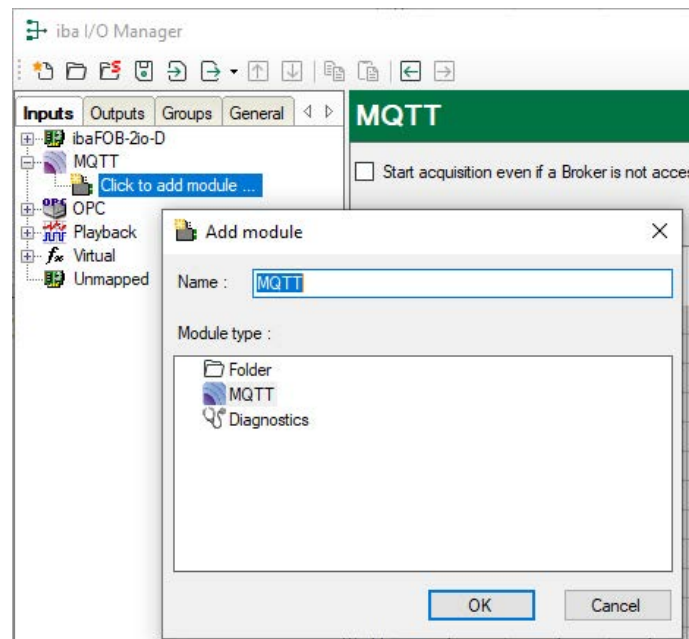 iba I/O Manager
Inputs Outputs Groups General
MQTT
ibaFOB-2io-D
MQTT
Start acquisition even if a Broker is not acces
Click to add module ...
OPC
Playback
Virtual
Unmapped
Add module
Name :
MQTT
Module type :
Folder
MQTT
Diagnostics
OK Cancel